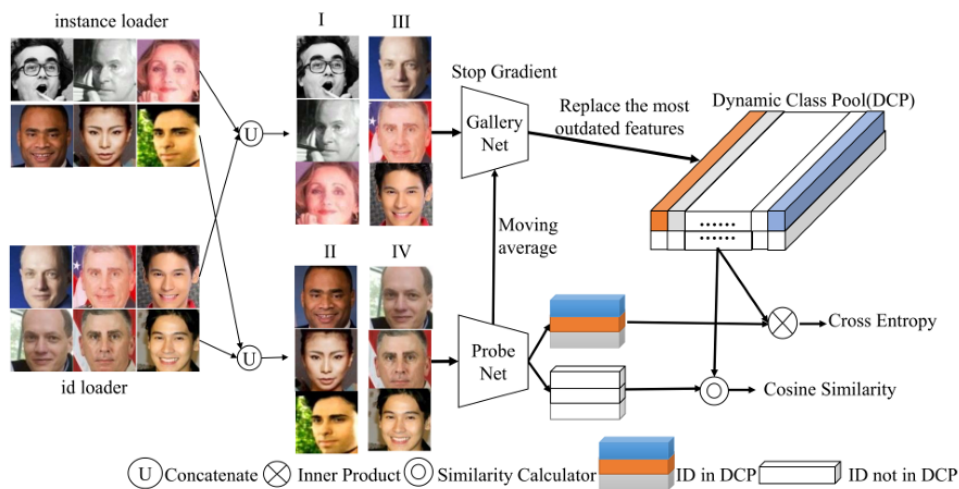 instance loader
I
III
Stop Gradient
Gallery
Net
Replace the most
outdated features
Dynamic Class Pool(DCP)
U
Moving
average
id loader
U
II
IV
Probe
Net
Cross Entropy
Cosine Similarity
U Concatenate
Inner Product
Similarity Calculator
ID in DCP
ID not in DCP